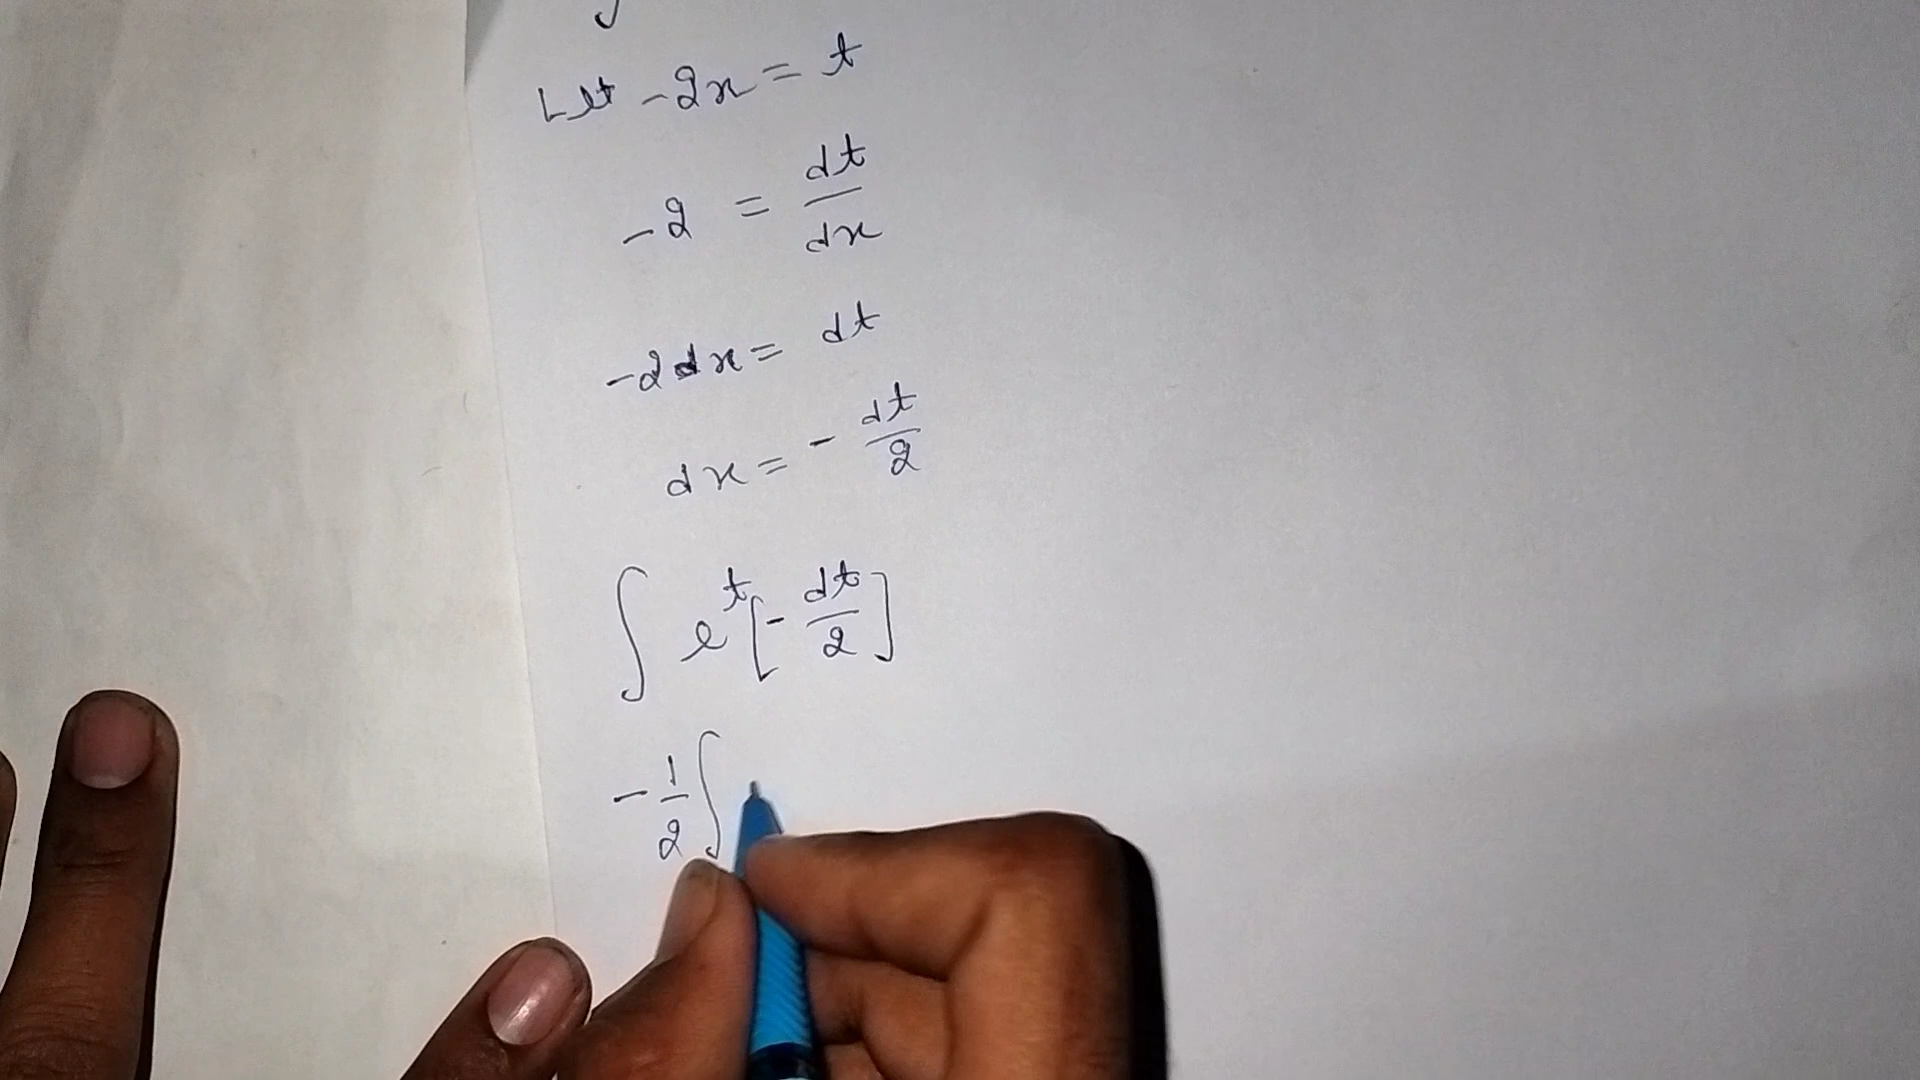 Let -2x = t
-2 = dt/dx
-2dx = dt
dx = - dt/2
∫ e^t [- dt/2]
- 1/2 ∫